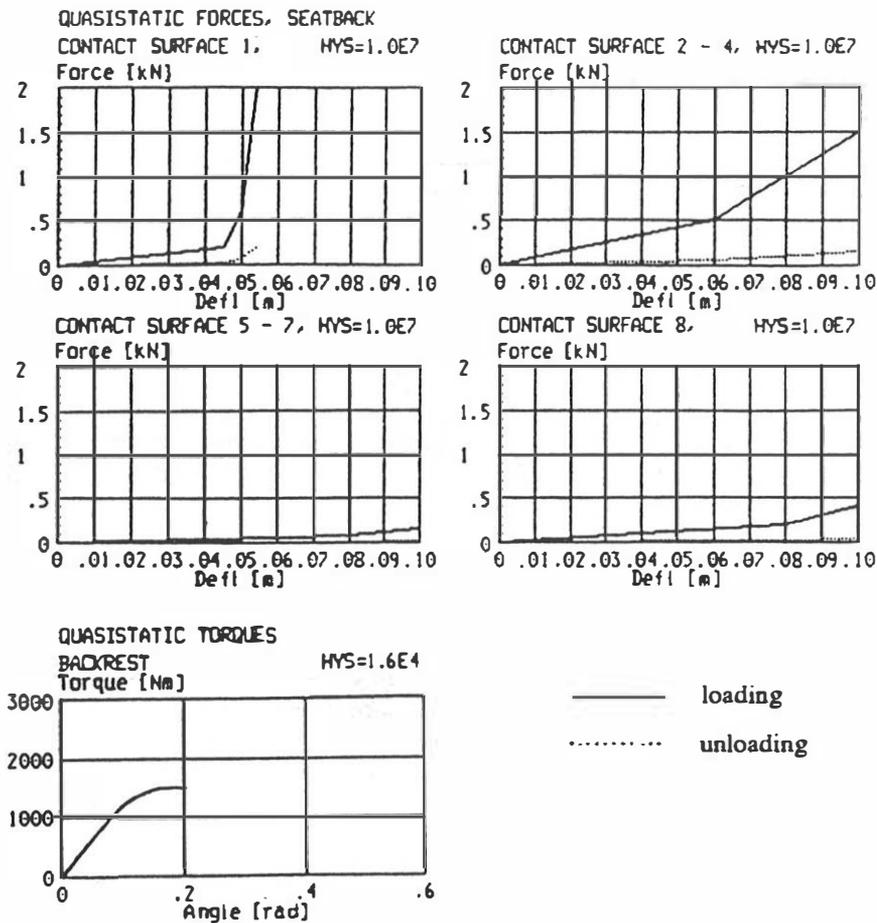 QUASISTATIC FORCES, SEATBACK
CONTACT SURFACE 1, HYS=1.0E7
Force [kN]
2
1.5
1
.5
0
0 .01 .02 .03 .04 .05 .06 .07 .08 .09 .10
Defl [m]
CONTACT SURFACE 2 - 4, HYS=1.0E7
Force [kN]
2
1.5
1
.5
0
0 .01 .02 .03 .04 .05 .06 .07 .08 .09 .10
Defl [m]
CONTACT SURFACE 5 - 7, HYS=1.0E7
Force [kN]
2
1.5
1
.5
0
0 .01 .02 .03 .04 .05 .06 .07 .08 .09 .10
Defl [m]
CONTACT SURFACE 8, HYS=1.0E7
Force [kN]
2
1.5
1
.5
0
0 .01 .02 .03 .04 .05 .06 .07 .08 .09 .10
Defl [m]
QUASISTATIC TORQUES
BACKREST HYS=1.6E4
Torque [Nm]
3000
2000
1000
0
0 .2 .4 .6
Angle [rad]
loading
unloading